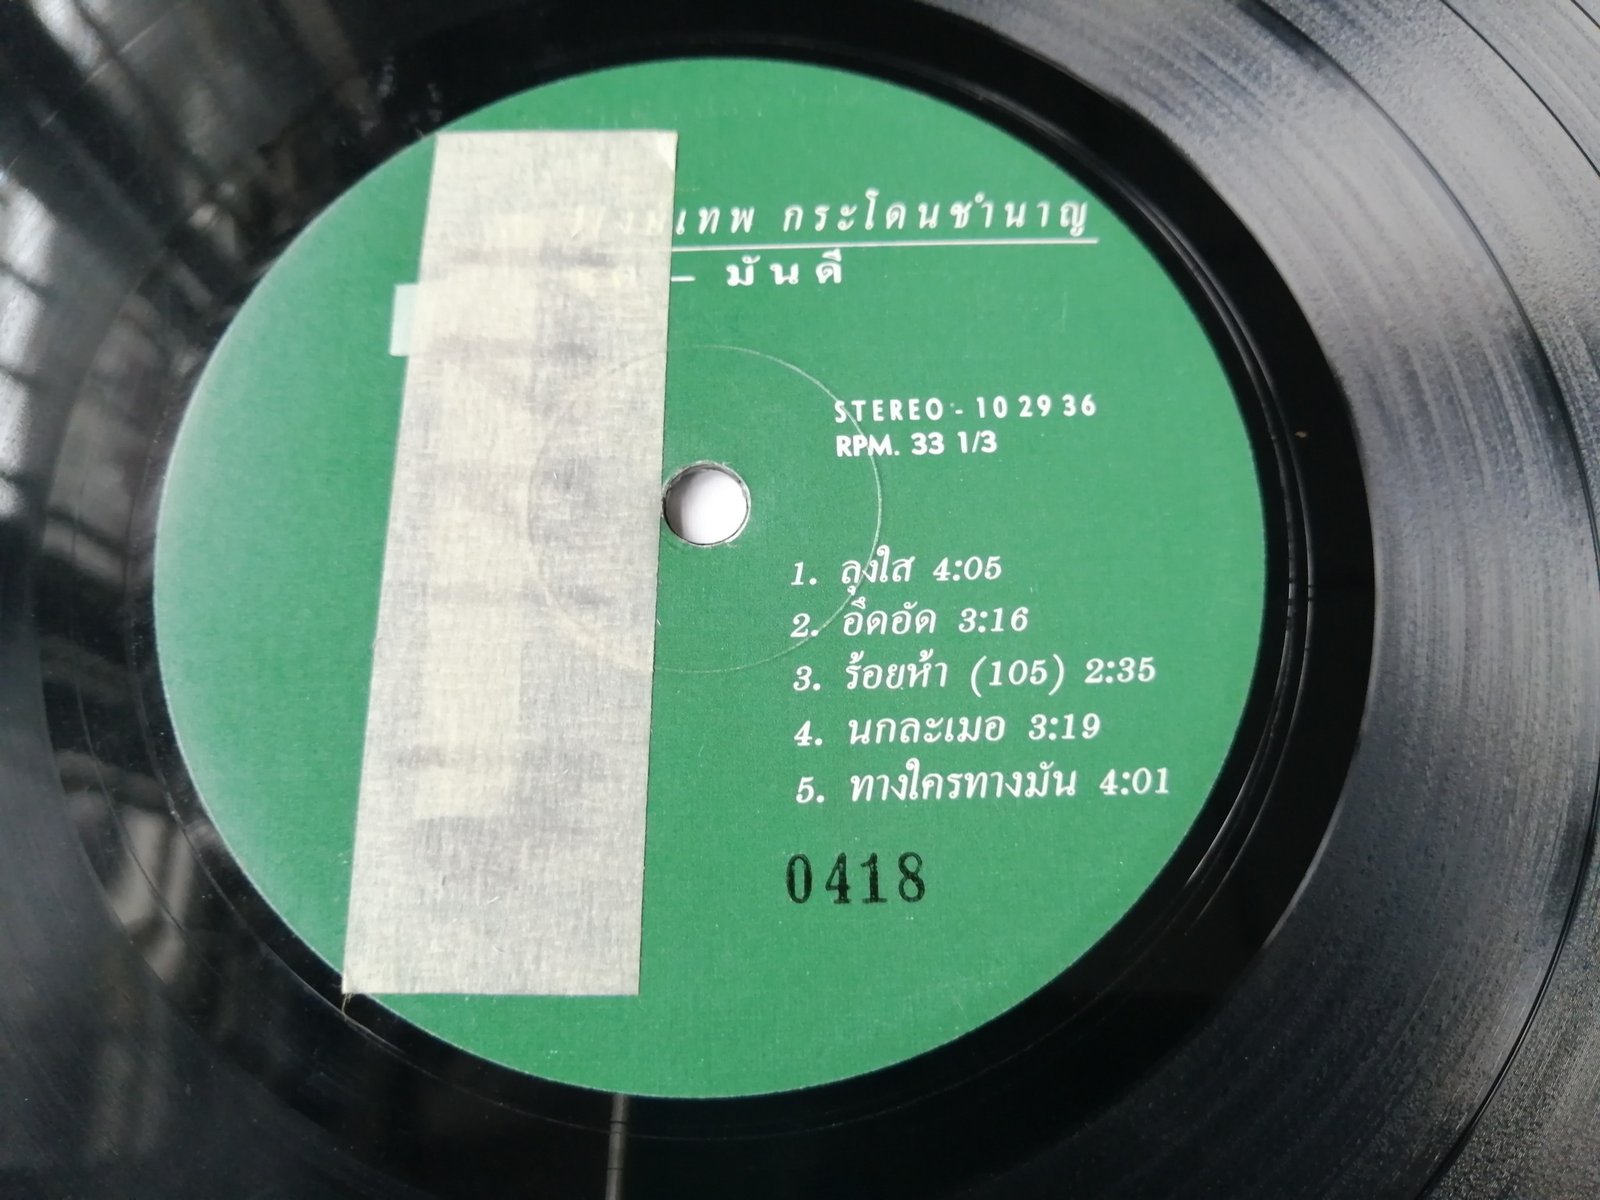 กระโดนชำนาญ
– มันดี
STEREO - 10 29 36
RPM. 33 1/3
1. ลุงใส 4:05
2. อึดอัด 3:16
3. ร้อยห้า (105) 2:35
4. นกละเมอ 3:19
5. ทางใครทางมัน 4:01
0418